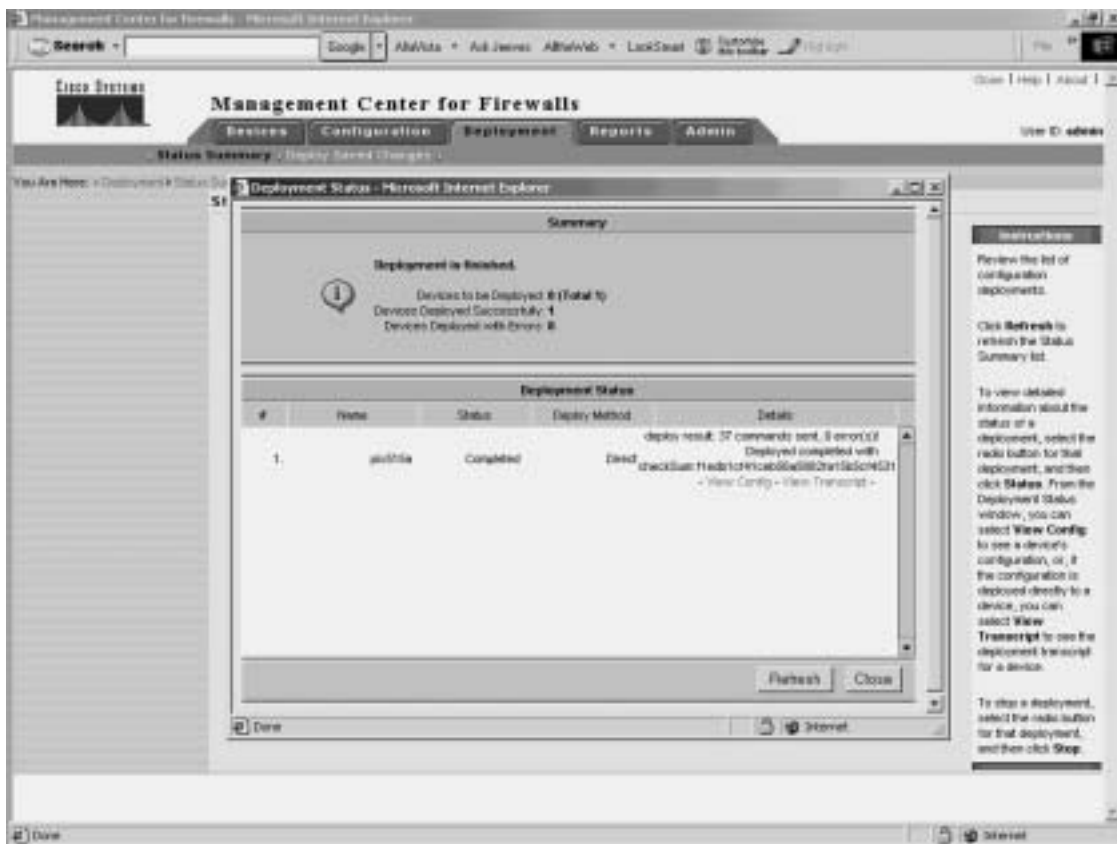 Management Center for Firewalls - Microsoft Internet Explorer
Search
Google AltaVista Ask Jeeves AlltheWeb LookSmart Customize this toolbar
Close | Help | About |
Cisco Systems
Management Center for Firewalls
Devices Configuration Deployment Reports Admin
User ID: admin
Status Summary Deploy Saved Changes
You Are Here: Deployment
Deployment Status - Microsoft Internet Explorer
Summary
Deployment is finished.
Devices to be Deployed: 0 (Total 1)
Devices Deployed Successfully: 1
Devices Deployed with Errors: 0
Deployment Status
# Name Status Deploy Method Details
1. Completed Direct
deploy result: 37 commands sent, 0 error(s)!
Deployed completed with
- View Config - View Transcript -
Refresh Close
Done Internet
Instructions
Review the list of
configuration
deployments.
Click Refresh to
refresh the Status
Summary list.
To view detailed
information about the
status of a
deployment, select the
radio button for that
deployment, and then
click Status. From the
Deployment Status
window, you can
select View Config
to see a device's
configuration, or, if
the configuration is
deployed directly to a
device, you can
select View
Transcript to see the
deployment transcript
for a device.
To stop a deployment,
select the radio button
for that deployment,
and then click Stop.
Done Internet